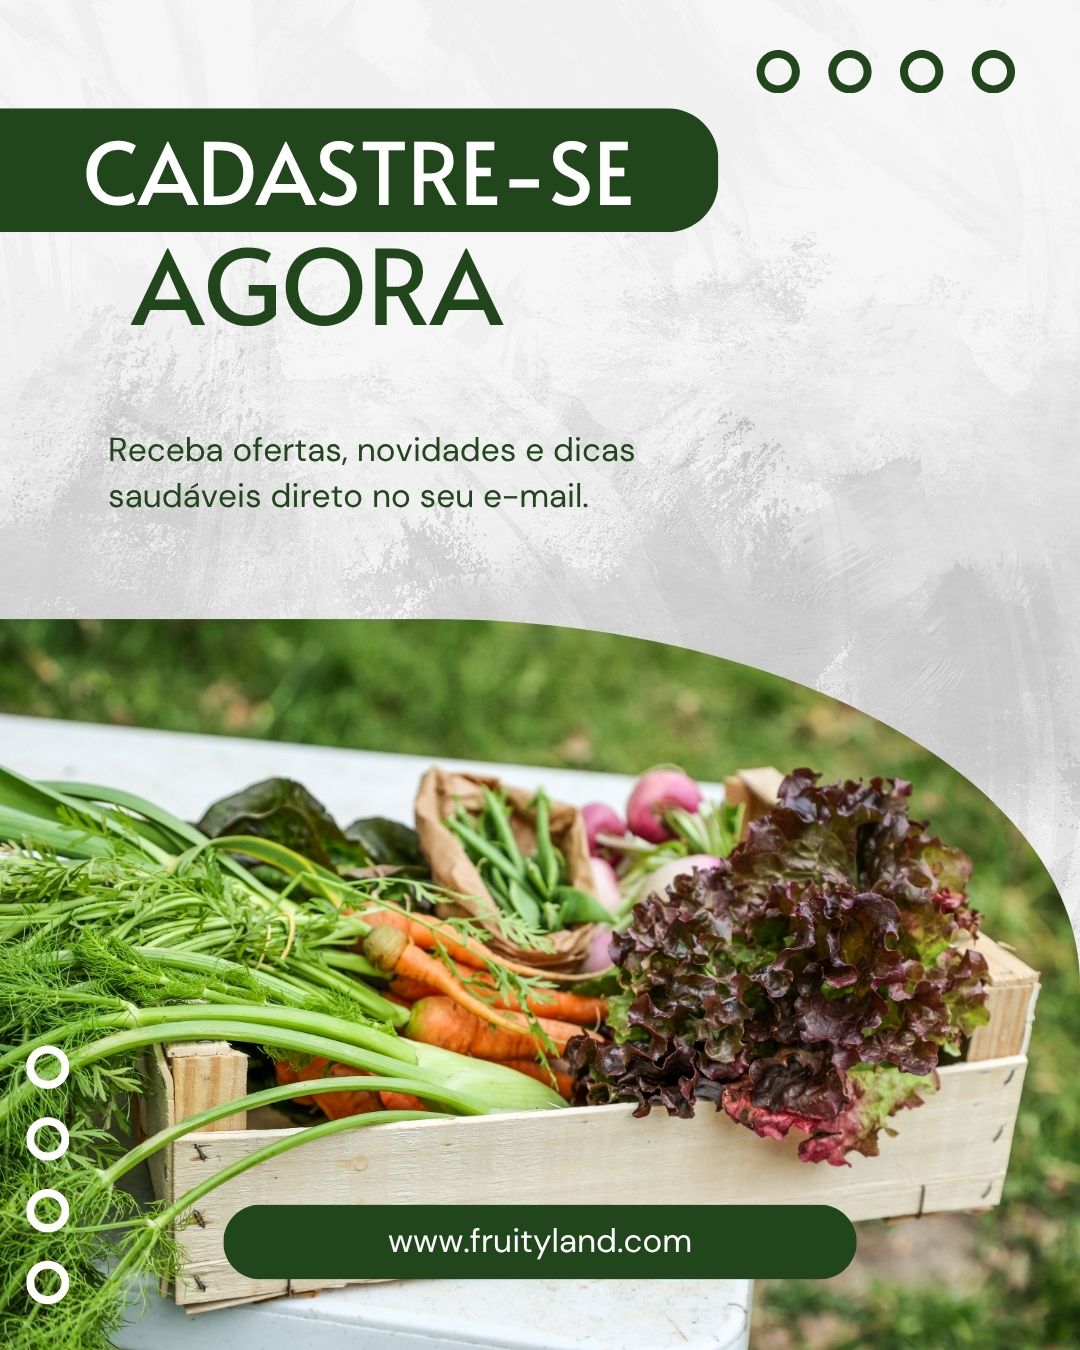 CADASTRE-SE
AGORA
Receba ofertas, novidades e dicas
saudáveis direto no seu e-mail.
www.fruityland.com